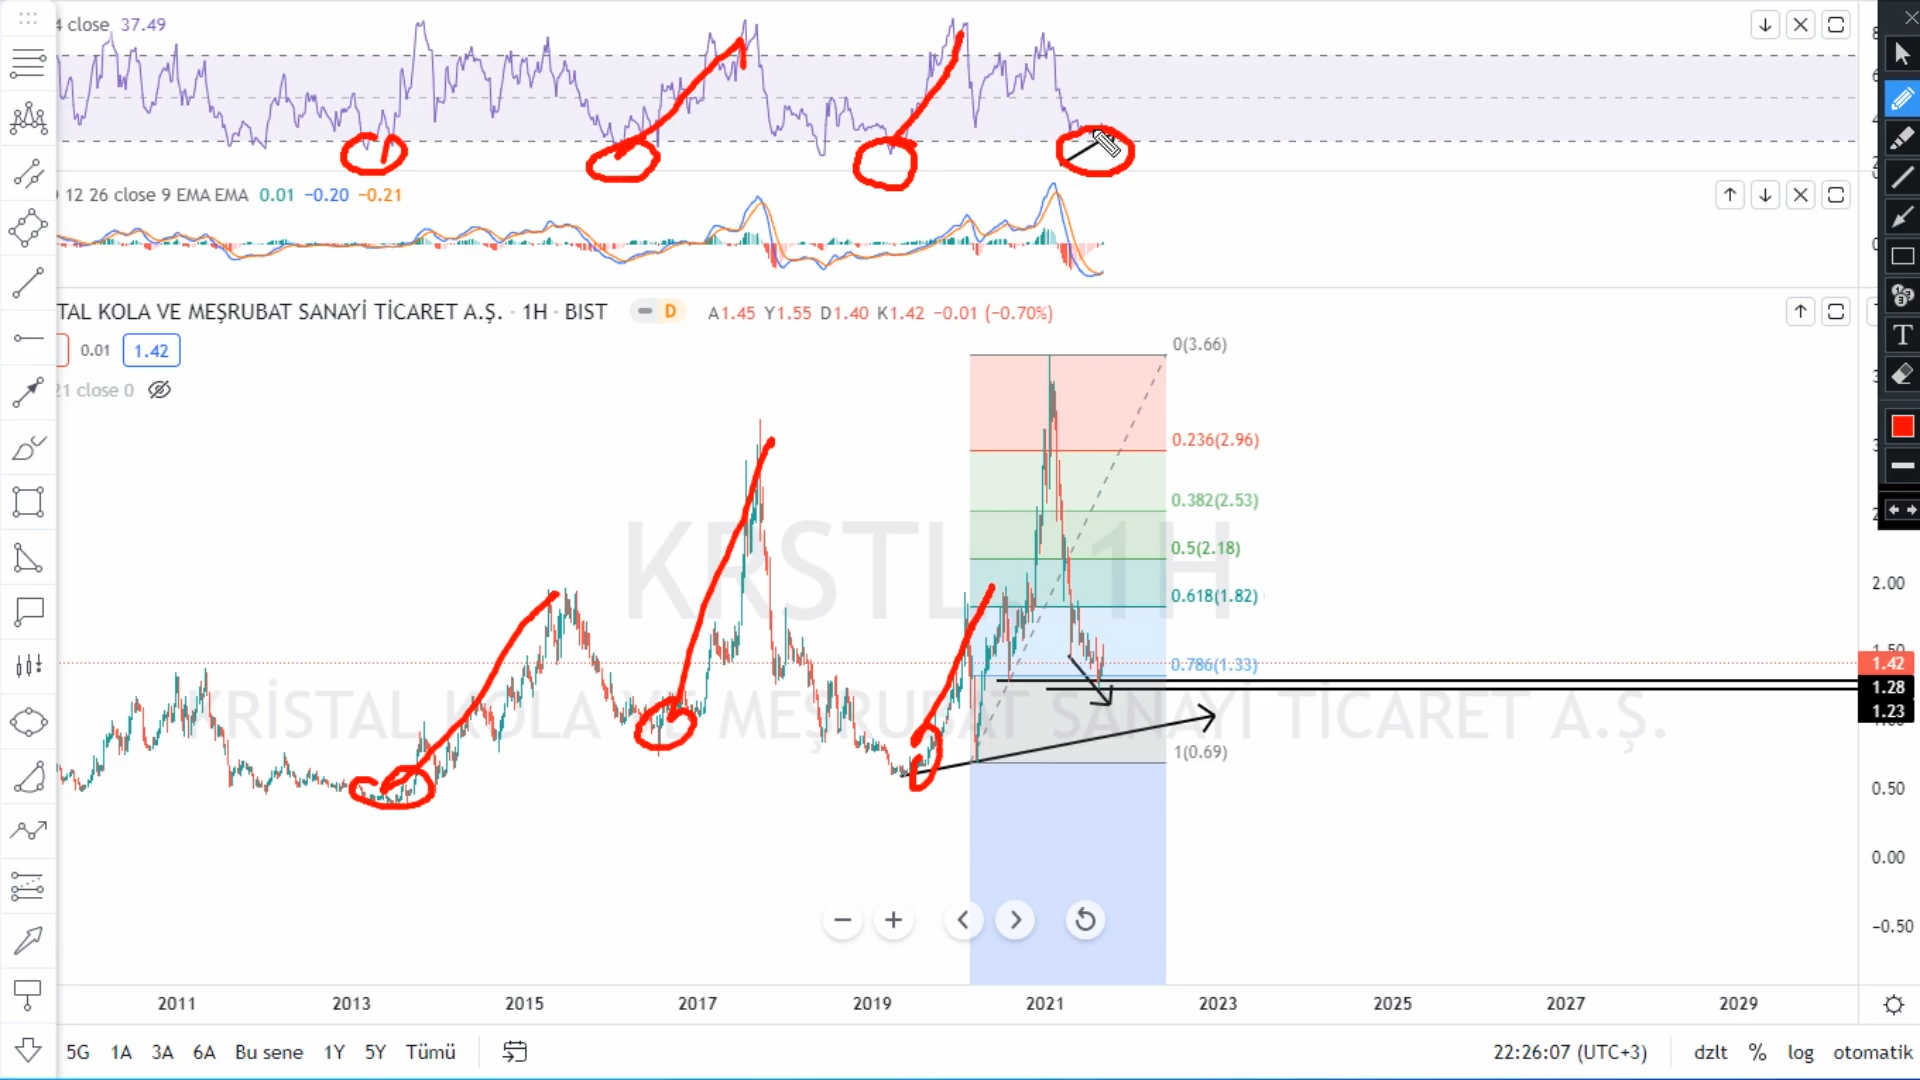 4 close 37.49
12 26 close 9 EMA EMA 0.01 −0.20 −0.21
TAL KOLA VE MEŞRUBAT SANAYİ TİCARET A.Ş. · 1H · BIST D A1.45 Y1.55 D1.40 K1.42 −0.01 (−0.70%)
0.01 1.42
21 close 0
0(3.66)
0.236(2.96)
0.382(2.53)
0.5(2.18)
0.618(1.82)
0.786(1.33)
1(0.69)
KRSTL, 1H
KRİSTAL KOLA VE MEŞRUBAT SANAYİ TİCARET A.Ş.
2.00
1.42
1.28
1.23
0.50
0.00
−0.50
2011 2013 2015 2017 2019 2021 2023 2025 2027 2029
5G 1A 3A 6A Bu sene 1Y 5Y Tümü 22:26:07 (UTC+3) dzlt % log otomatik